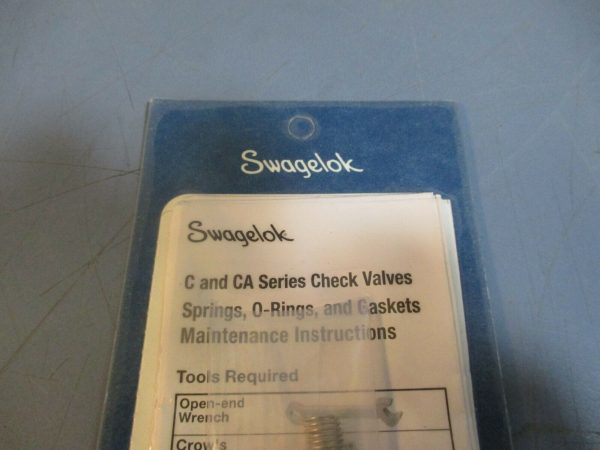 Swagelok
Swagelok
C and CA Series Check Valves
Springs, O-Rings, and Gaskets
Maintenance Instructions
Tools Required
Open-end
Wrench
Crow's